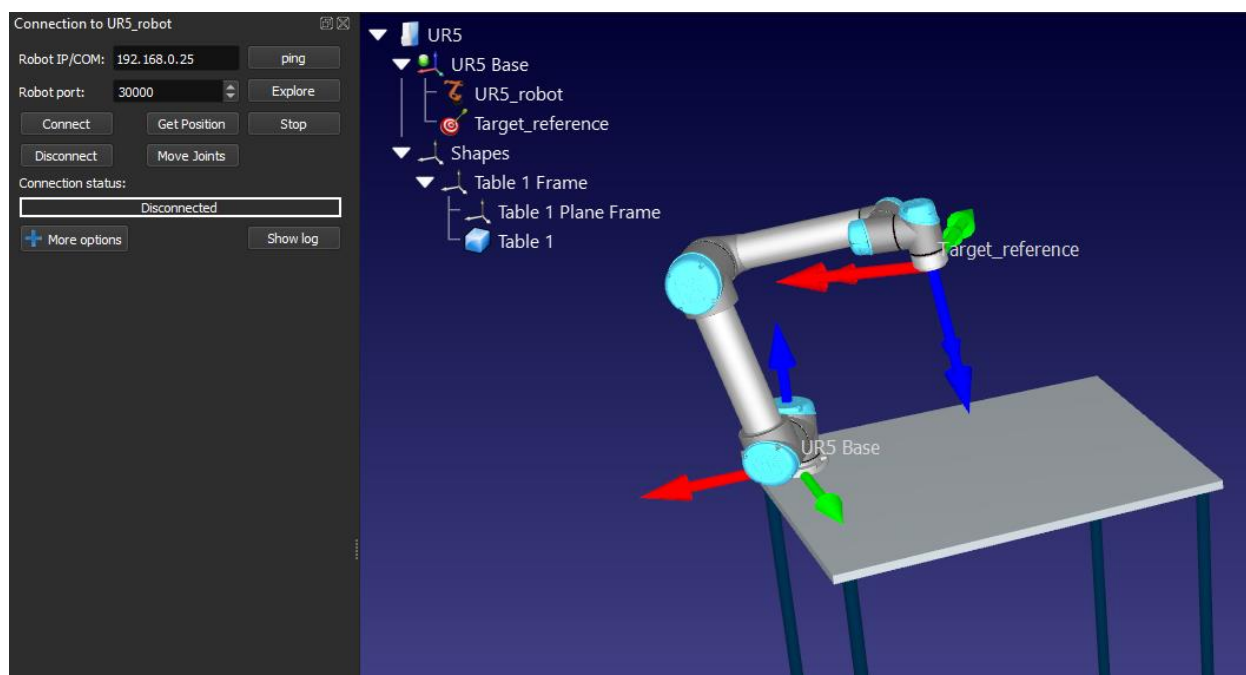 Connection to UR5_robot
Robot IP/COM: 192.168.0.25 ping
Robot port: 30000 Explore
Connect Get Position Stop
Disconnect Move Joints
Connection status:
Disconnected
More options Show log
UR5
UR5 Base
UR5_robot
Target_reference
Shapes
Table 1 Frame
Table 1 Plane Frame
Table 1
Target_reference
UR5 Base